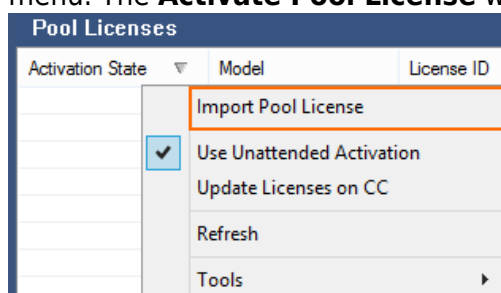 menu. The Activate Pool License w
Pool Licenses
Activation State Model License ID
Import Pool License
Use Unattended Activation
Update Licenses on CC
Refresh
Tools